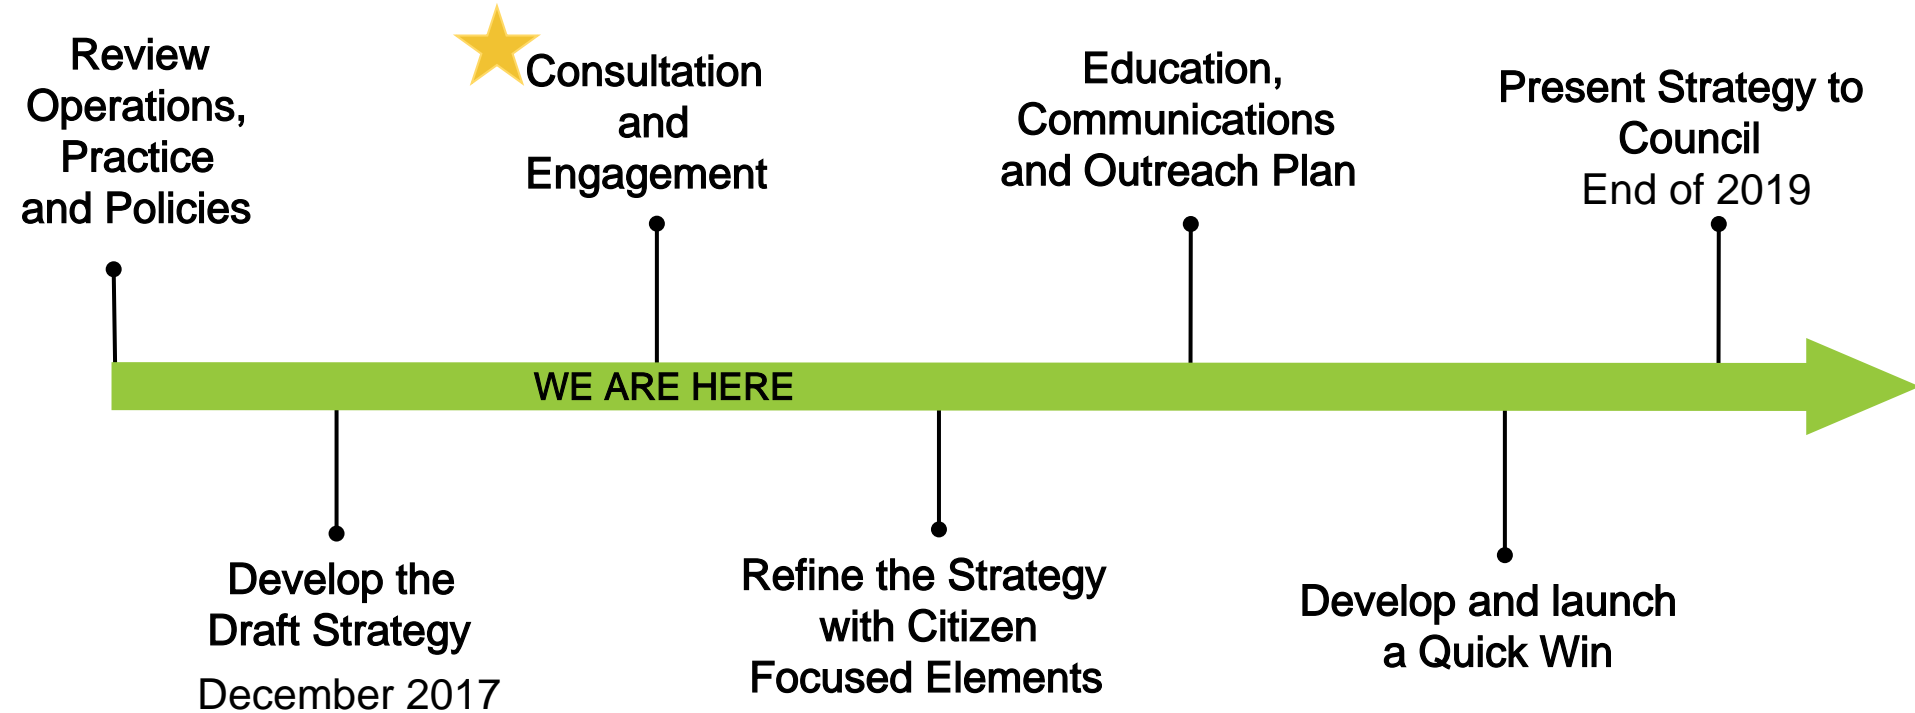 Review
Operations,
Practice
and Policies
Consultation
and
Engagement
Education,
Communications
and Outreach Plan
Present Strategy to
Council
End of 2019
WE ARE HERE
Develop the
Draft Strategy
December 2017
Refine the Strategy
with Citizen
Focused Elements
Develop and launch
a Quick Win